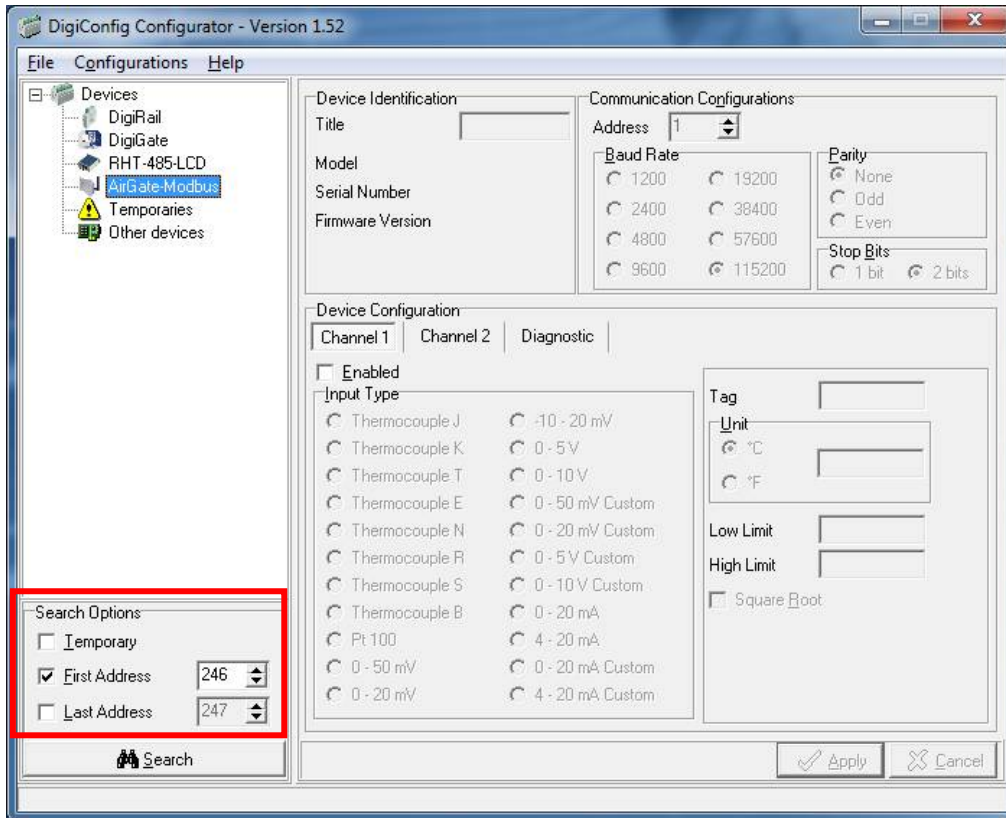 DigiConfig Configurator - Version 1.52
File Configurations Help
Devices
DigiRail
DigiGate
RHT-485-LCD
AirGate-Modbus
Temporaries
Other devices
Search Options
Temporary
First Address 246
Last Address 247
Search
Device Identification
Title
Model
Serial Number
Firmware Version
Communication Configurations
Address 1
Baud Rate
1200 19200
2400 38400
4800 57600
9600 115200
Parity
None
Odd
Even
Stop Bits
1 bit 2 bits
Device Configuration
Channel 1 Channel 2 Diagnostic
Enabled
Input Type
Thermocouple J -10 - 20 mV
Thermocouple K 0 - 5 V
Thermocouple T 0 - 10 V
Thermocouple E 0 - 50 mV Custom
Thermocouple N 0 - 20 mV Custom
Thermocouple R 0 - 5 V Custom
Thermocouple S 0 - 10 V Custom
Thermocouple B 0 - 20 mA
Pt 100 4 - 20 mA
0 - 50 mV 0 - 20 mA Custom
0 - 20 mV 4 - 20 mA Custom
Tag
Unit
°C
°F
Low Limit
High Limit
Square Root
Apply Cancel